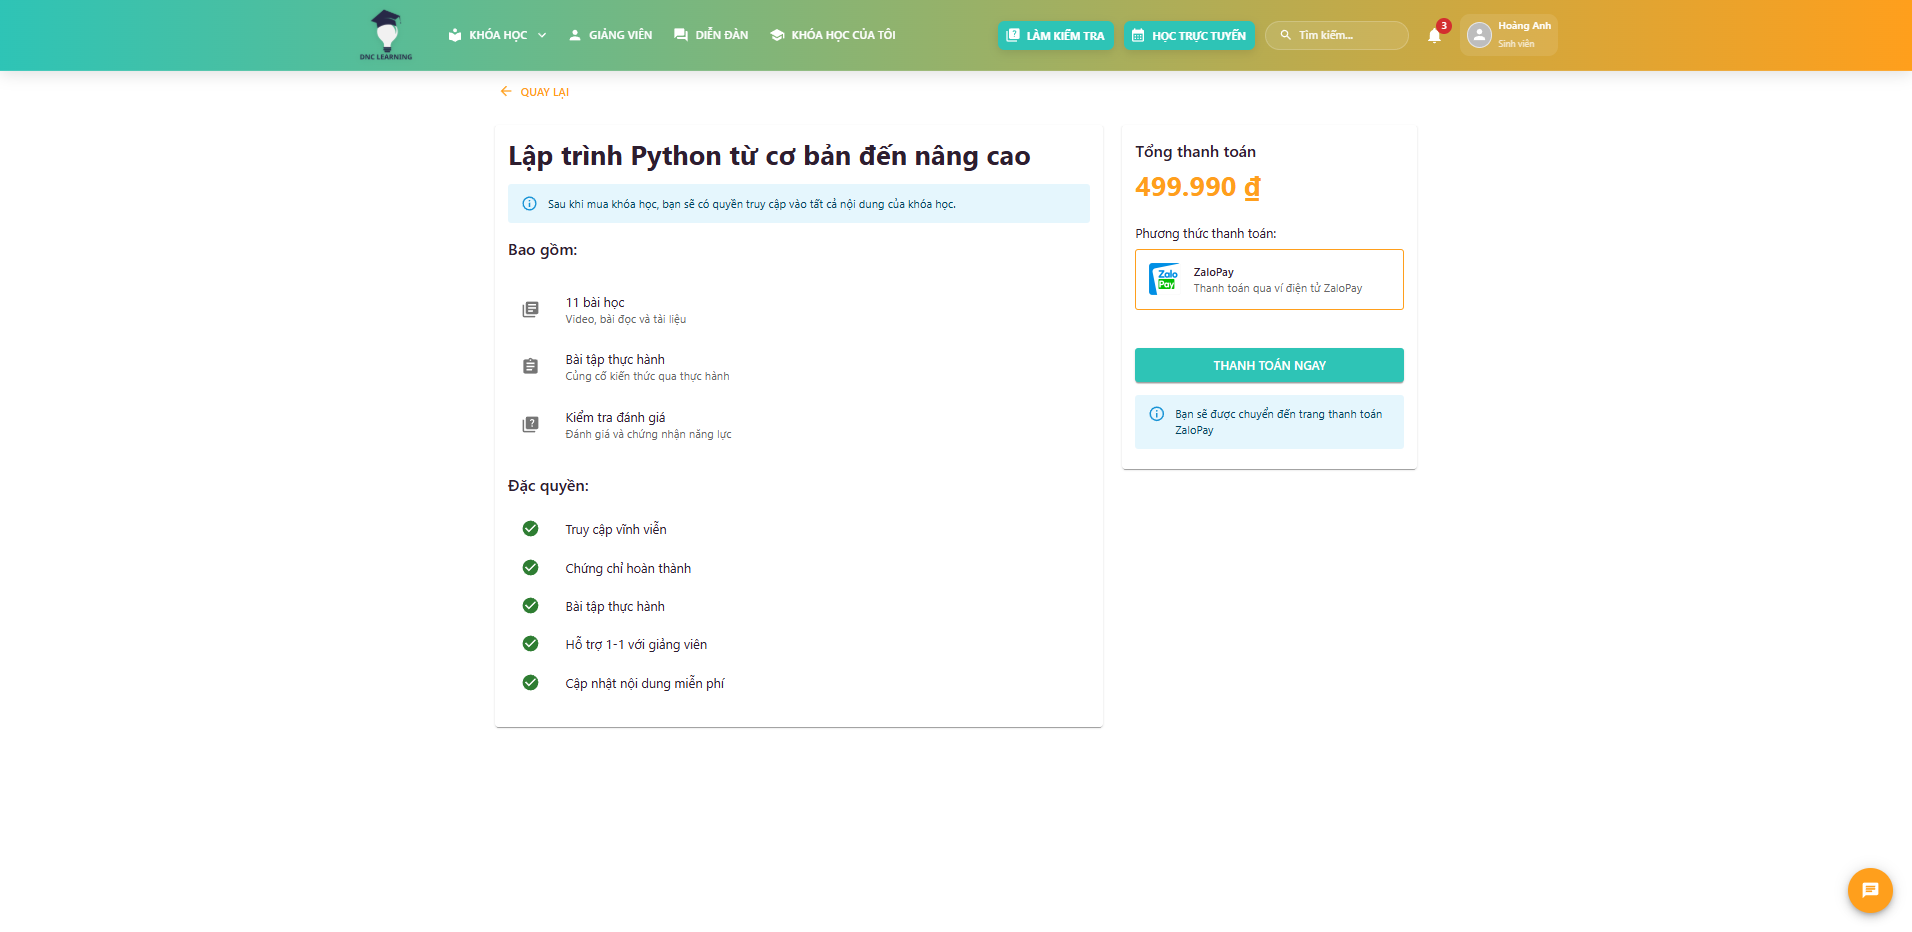 DNC LEARNING
KHÓA HỌC
GIẢNG VIÊN
DIỄN ĐÀN
KHÓA HỌC CỦA TÔI
LÀM KIỂM TRA
HỌC TRỰC TUYẾN
Tìm kiếm...
3
Hoàng Anh
Sinh viên
QUAY LẠI
Lập trình Python từ cơ bản đến nâng cao
Sau khi mua khóa học, bạn sẽ có quyền truy cập vào tất cả nội dung của khóa học.
Bao gồm:
11 bài học
Video, bài đọc và tài liệu
Bài tập thực hành
Củng cố kiến thức qua thực hành
Kiểm tra đánh giá
Đánh giá và chứng nhận năng lực
Đặc quyền:
Truy cập vĩnh viễn
Chứng chỉ hoàn thành
Bài tập thực hành
Hỗ trợ 1-1 với giảng viên
Cập nhật nội dung miễn phí
Tổng thanh toán
499.990 ₫
Phương thức thanh toán:
Zalo
Pay
ZaloPay
Thanh toán qua ví điện tử ZaloPay
THANH TOÁN NGAY
Bạn sẽ được chuyển đến trang thanh toán
ZaloPay